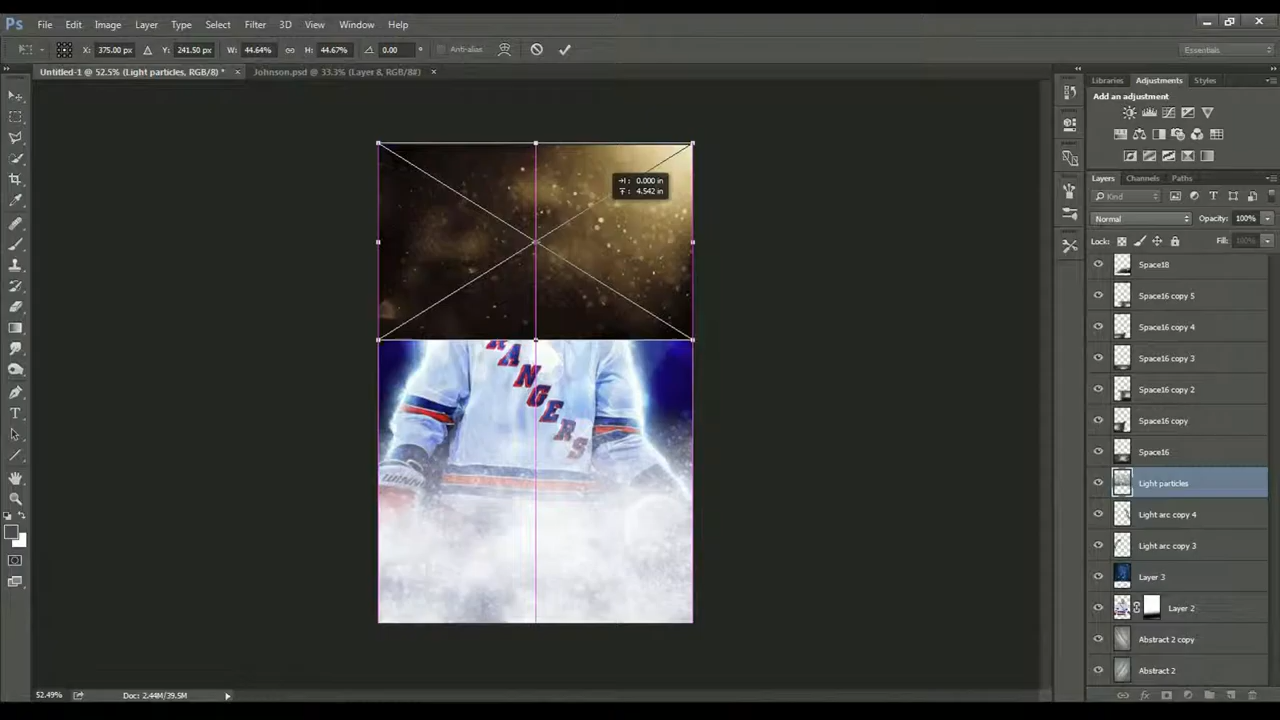 Ps File Edit Image Layer Type Select Filter 3D View Window Help
X: 375.00 px Y: 241.50 px W: 44.64% H: 44.67% 0.00 ° Anti-alias Essentials
Untitled-1 @ 52.5% (Light particles, RGB/8) * × Johnson.psd @ 33.3% (Layer 8, RGB/8#) ×
Libraries Adjustments Styles
Add an adjustment
Layers Channels Paths
Kind
Normal Opacity: 100%
Lock: Fill: 100%
Space18
Space16 copy 5
Space16 copy 4
Space16 copy 3
Space16 copy 2
Space16 copy
Space16
Light particles
Light arc copy 4
Light arc copy 3
Layer 3
Layer 2
Abstract 2 copy
Abstract 2
: 0.000 in
: 4.542 in
RANGERS
52.49% Doc: 2.44M/39.5M